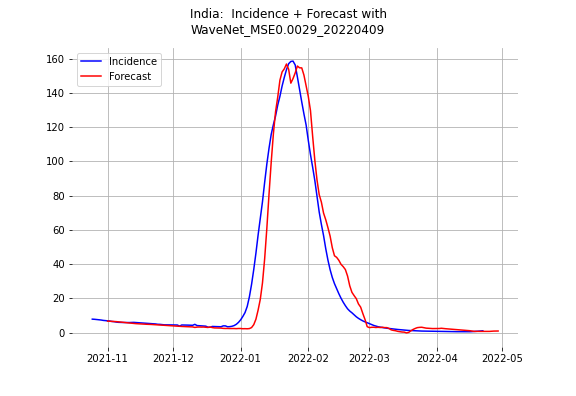 India:  Incidence + Forecast with
WaveNet_MSE0.0029_20220409
160
140
120
100
80
60
40
20
0
Incidence
Forecast
2021-11 2021-12 2022-01 2022-02 2022-03 2022-04 2022-05